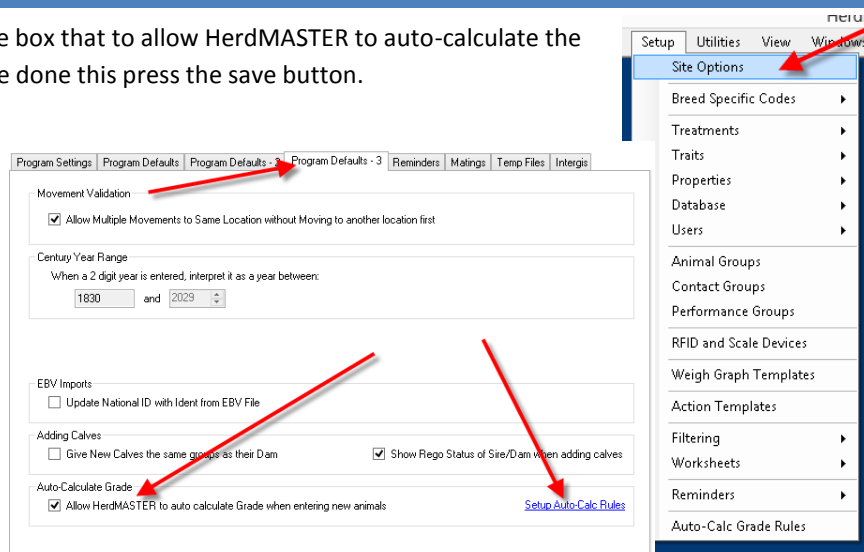 e box that to allow HerdMASTER to auto-calculate the
e done this press the save button.
Setup Utilities View Windows
Site Options
Breed Specific Codes
Treatments
Traits
Properties
Database
Users
Animal Groups
Contact Groups
Performance Groups
RFID and Scale Devices
Weigh Graph Templates
Action Templates
Filtering
Worksheets
Reminders
Auto-Calc Grade Rules
Program Settings Program Defaults Program Defaults - 2 Program Defaults - 3 Reminders Matings Temp Files Intergis
Movement Validation
Allow Multiple Movements to Same Location without Moving to another location first
Century Year Range
When a 2 digit year is entered, interpret it as a year between:
1830 and 2029
EBV Imports
Update National ID with Ident from EBV File
Adding Calves
Give New Calves the same groups as their Dam Show Rego Status of Sire/Dam when adding calves
Auto-Calculate Grade
Allow HerdMASTER to auto calculate Grade when entering new animals Setup Auto-Calc Rules